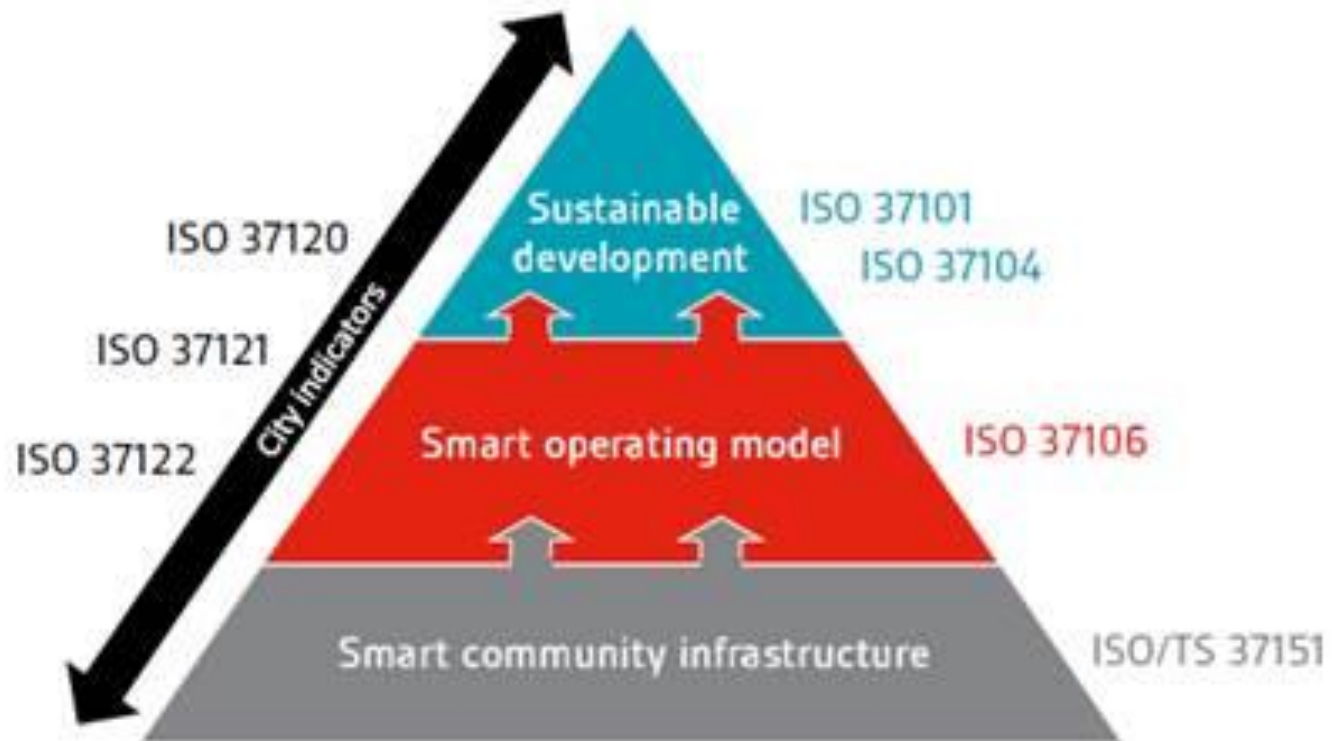 Sustainable
development
ISO 37101
ISO 37104
ISO 37120
ISO 37121
ISO 37122
City indicators
Smart operating model
ISO 37106
Smart community infrastructure
ISO/TS 37151